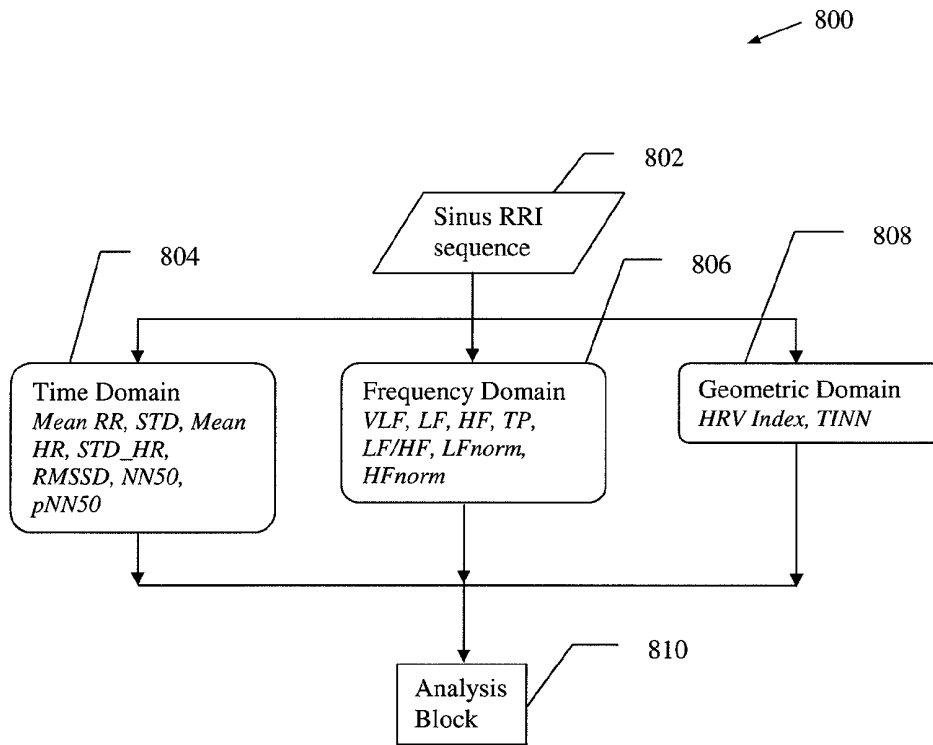 800
802
Sinus RRI
sequence
804
806
808
Time Domain
Mean RR, STD, Mean
HR, STD_HR,
RMSSD, NN50,
pNN50
Frequency Domain
VLF, LF, HF, TP,
LF/HF, LFnorm,
HFnorm
Geometric Domain
HRV Index, TINN
810
Analysis
Block